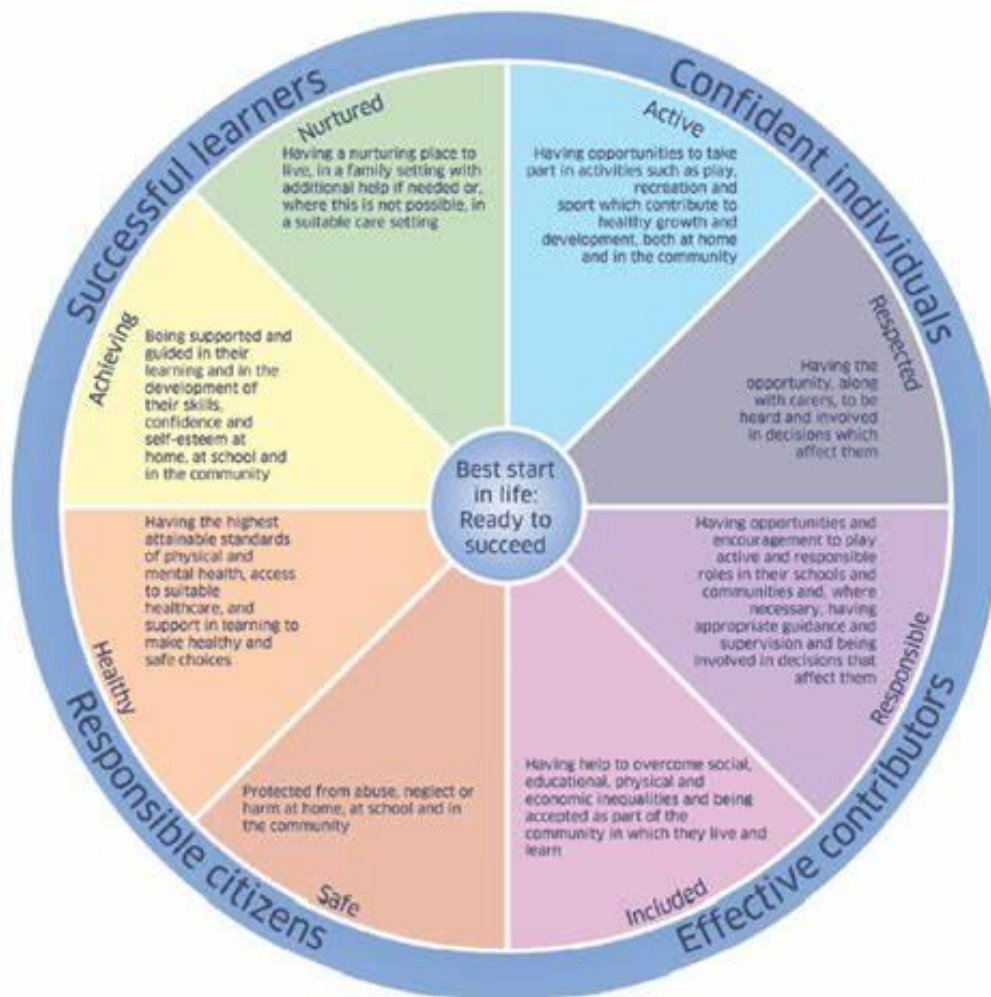 Successful learners
Confident individuals
Nurtured
Having a nurturing place to
live, in a family setting with
additional help if needed or,
where this is not possible, in
a suitable care setting
Active
Having opportunities to take
part in activities such as play,
recreation and
sport which contribute to
healthy growth and
development, both at home
and in the community
Achieving
Being supported and
guided in their
learning and in the
development of
their skills,
confidence and
self-esteem at
home, at school and
in the community
Respected
Having the
opportunity, along
with carers, to be
heard and involved
in decisions which
affect them
Best start
in life:
Ready to
succeed
Healthy
Having the highest
attainable standards
of physical and
mental health, access
to suitable
healthcare, and
support in learning to
make healthy and
safe choices
Responsible
Having opportunities and
encouragement to play
active and responsible
roles in their schools and
communities and, where
necessary, having
appropriate guidance and
supervision and being
involved in decisions that
affect them
Protected from abuse, neglect or
harm at home, at school and in
the community
Safe
Having help to overcome social,
educational, physical and
economic inequalities and being
accepted as part of the
community in which they live and
learn
Included
Responsible citizens
Effective contributors